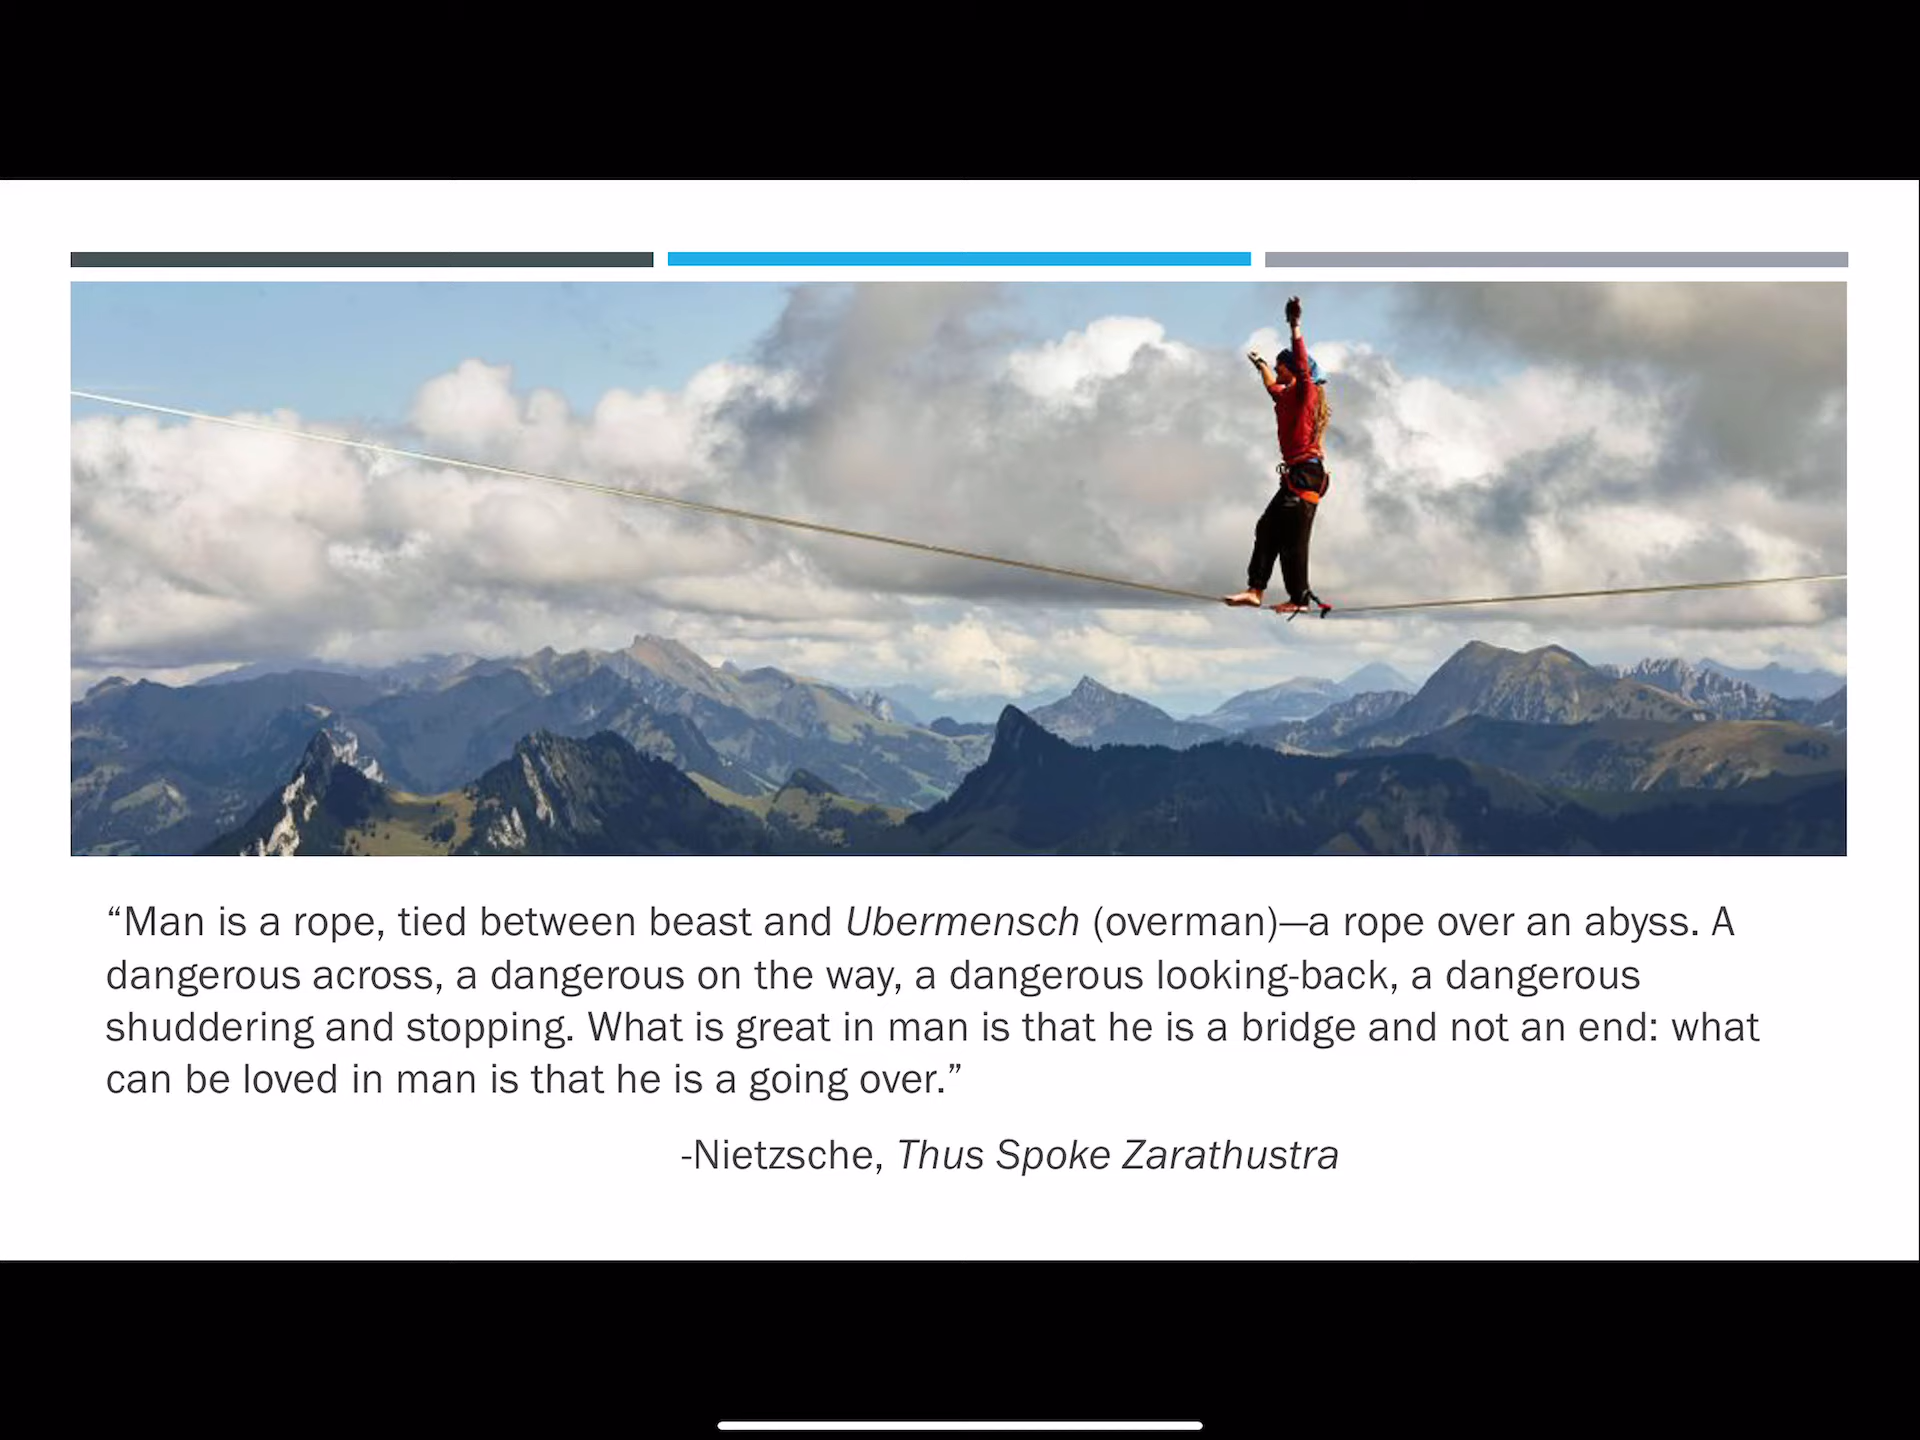 “Man is a rope, tied between beast and Ubermensch (overman)—a rope over an abyss. A
dangerous across, a dangerous on the way, a dangerous looking-back, a dangerous
shuddering and stopping. What is great in man is that he is a bridge and not an end: what
can be loved in man is that he is a going over.”
-Nietzsche, Thus Spoke Zarathustra